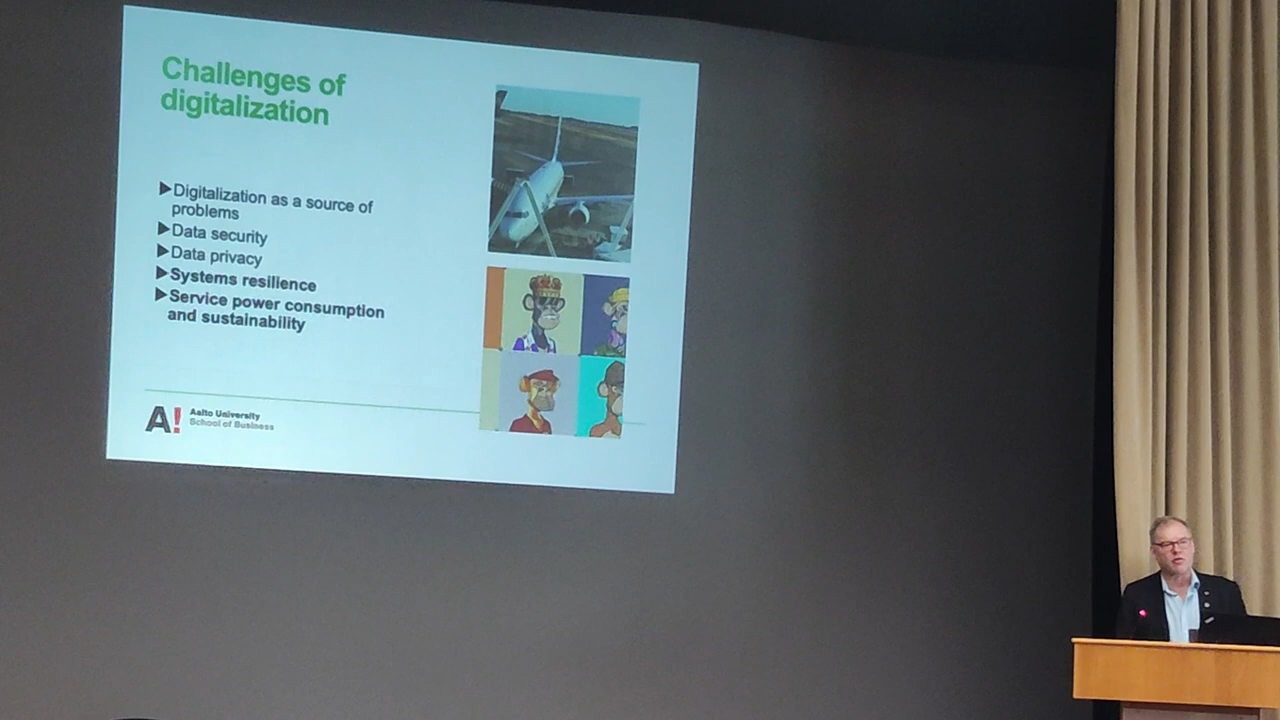 Challenges of
digitalization
▶Digitalization as a source of
problems
▶Data security
▶Data privacy
▶Systems resilience
▶Service power consumption
and sustainability
A!
Aalto University
School of Business